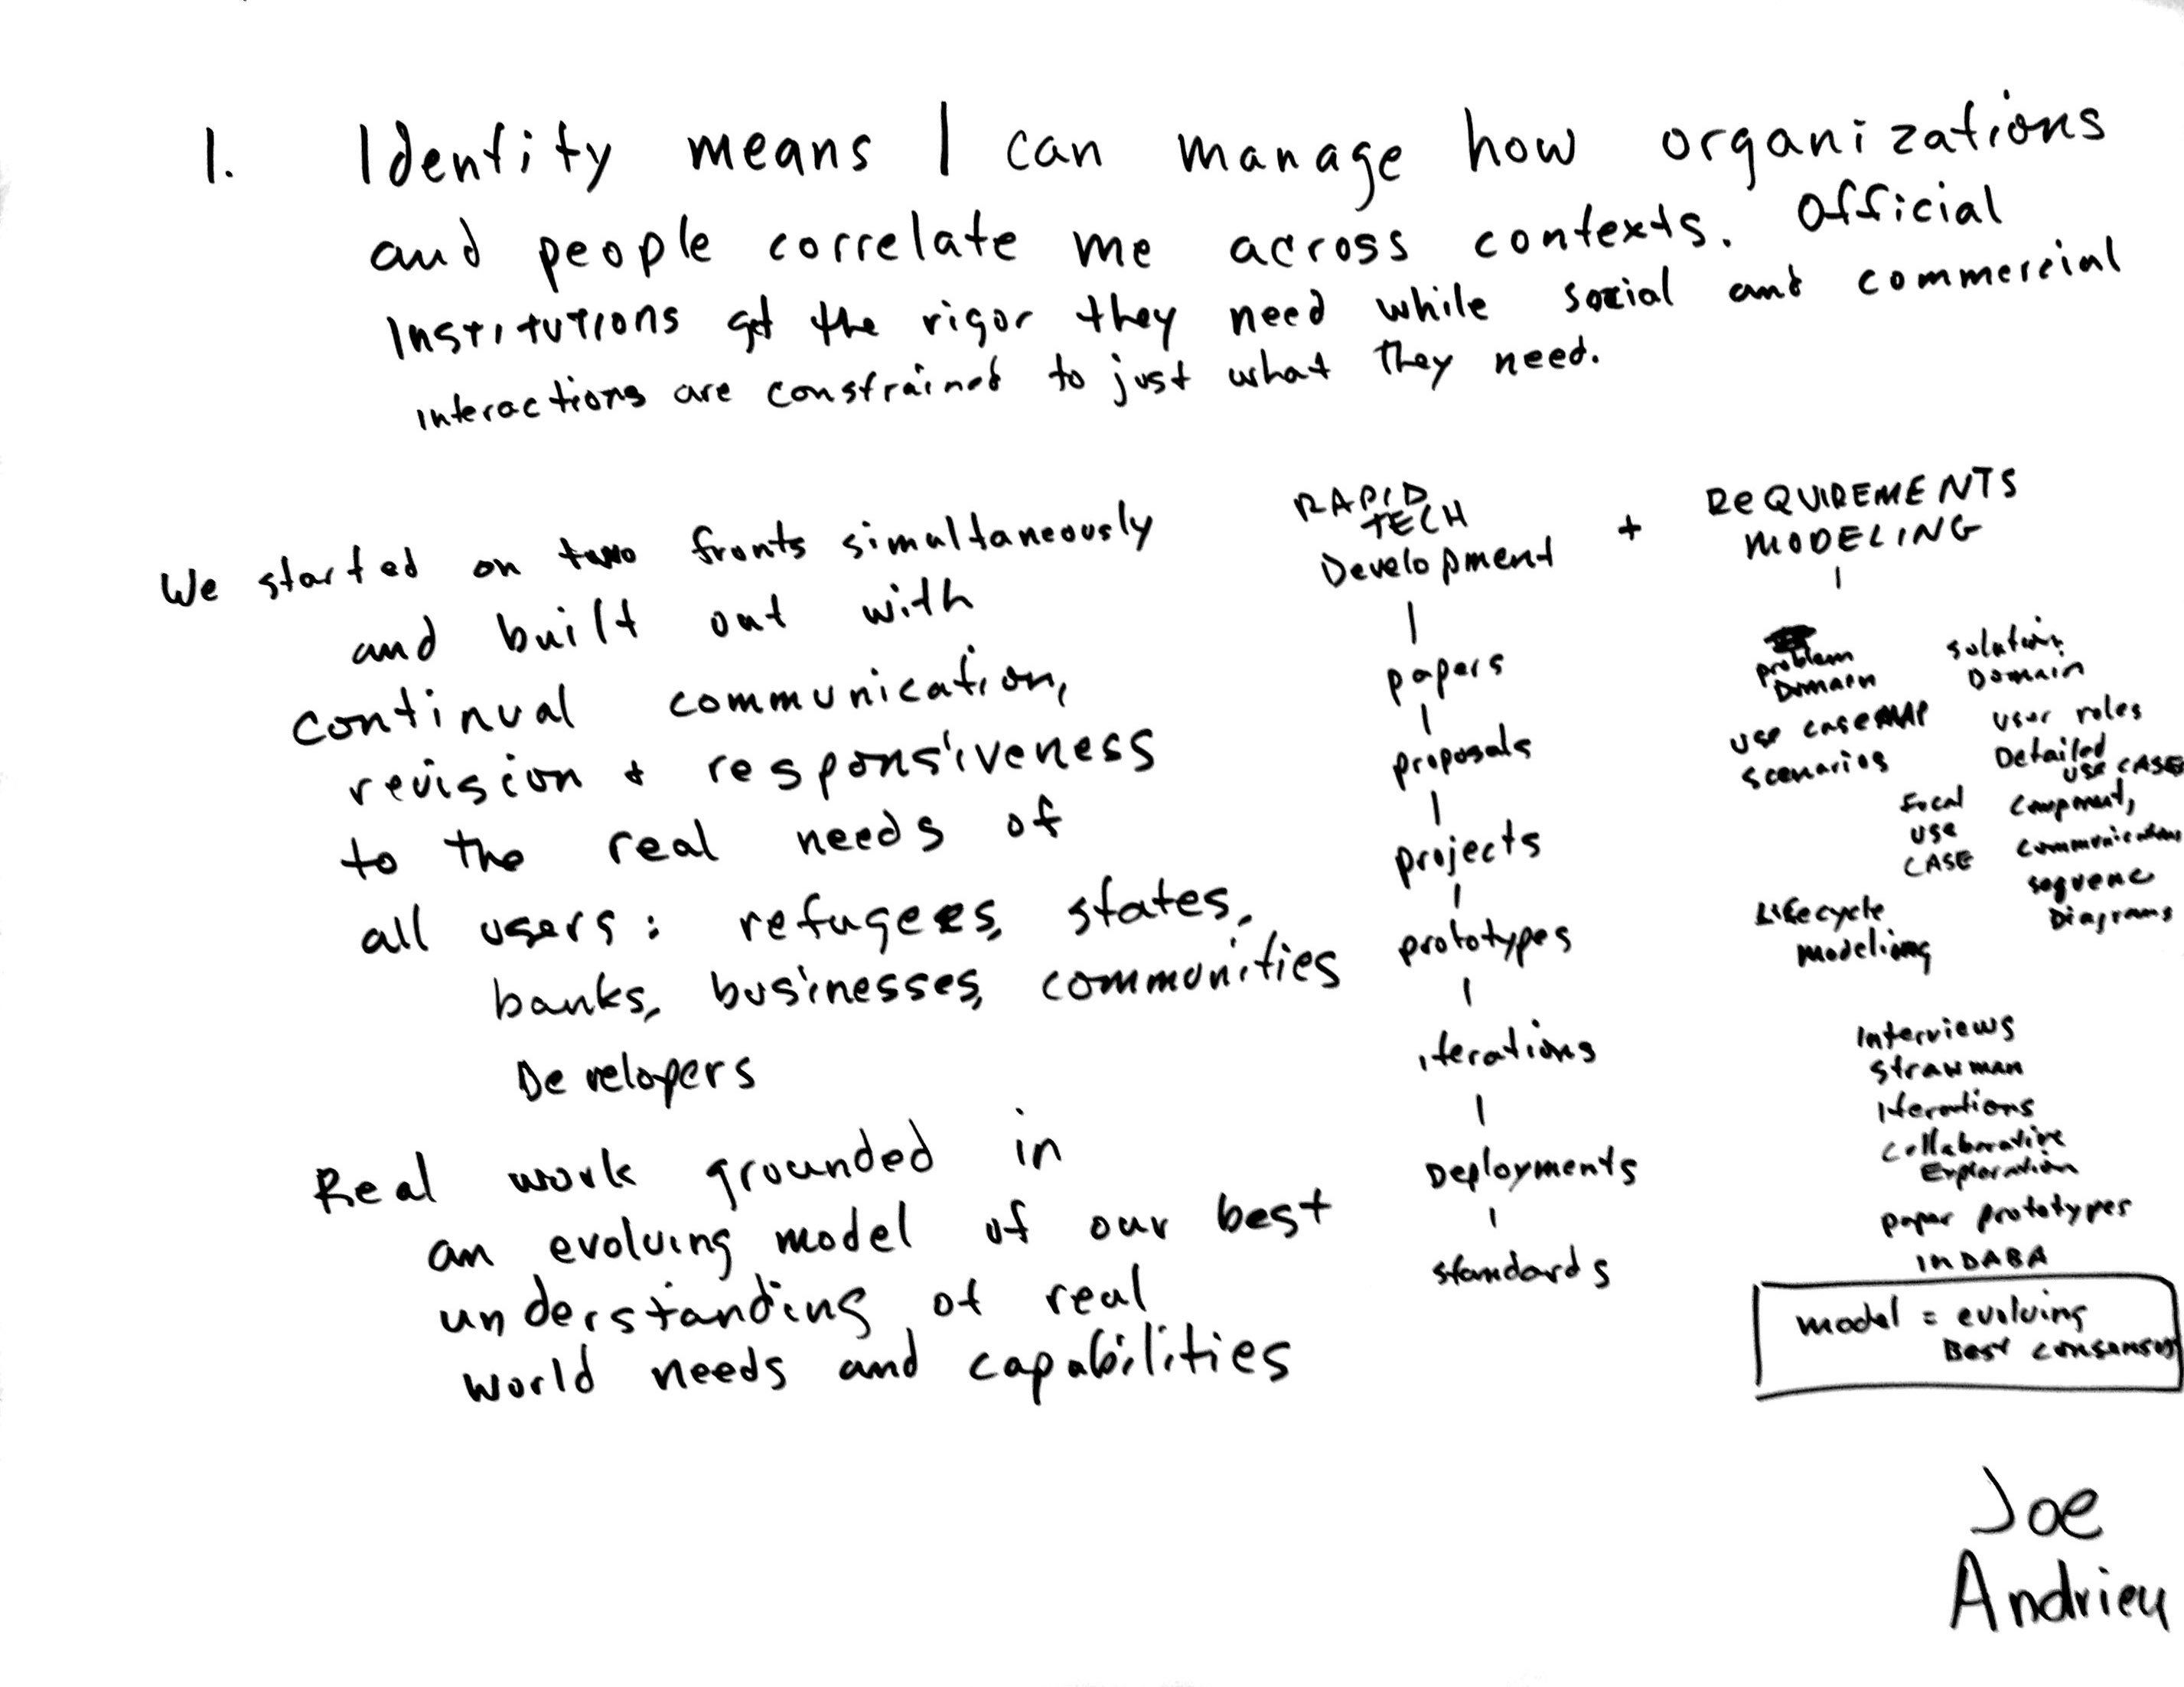 1. Identity means I can manage how organizations
and people correlate me across contexts. Official
Institutions get the rigor they need while social and commercial
interactions are constrained to just what they need.
We started on two fronts simultaneously
and built out with
continual communication,
revision & responsiveness
to the real needs of
all users: refugees, states,
banks, businesses, communities
Developers
Real work grounded in
an evolving model of our best
understanding of real
world needs and capabilities
RAPID
TECH
Development
papers
proposals
projects
prototypes
iterations
Deployments
standards
+
REQUIREMENTS
MODELING
problem
Domain
use case MAP
scenarios
Focal
USE
CASE
Lifecycle
modeling
solution
Domain
user roles
Detailed
USE CASE
Component,
communication
sequence
Diagrams
Interviews
strawman
Iterations
Collaborative
Exploration
paper prototypes
INDABA
model = evolving
Best consensus
Joe
Andrieu